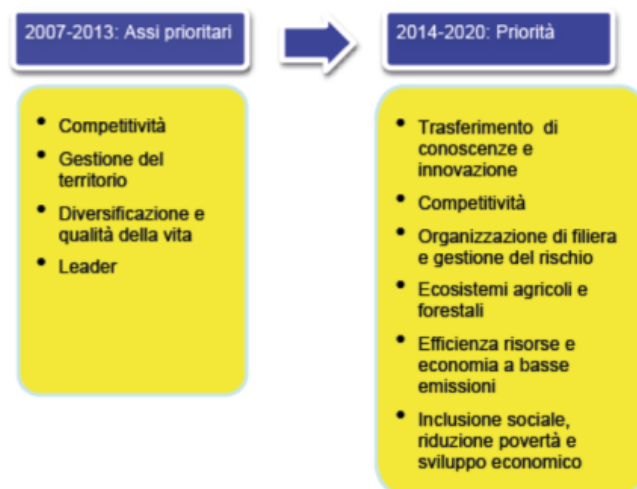 2007-2013: Assi prioritari
• Competitività
• Gestione del
territorio
• Diversificazione e
qualità della vita
• Leader
2014-2020: Priorità
• Trasferimento di
conoscenze e
innovazione
• Competitività
• Organizzazione di filiera
e gestione del rischio
• Ecosistemi agricoli e
forestali
• Efficienza risorse e
economia a basse
emissioni
• Inclusione sociale,
riduzione povertà e
sviluppo economico